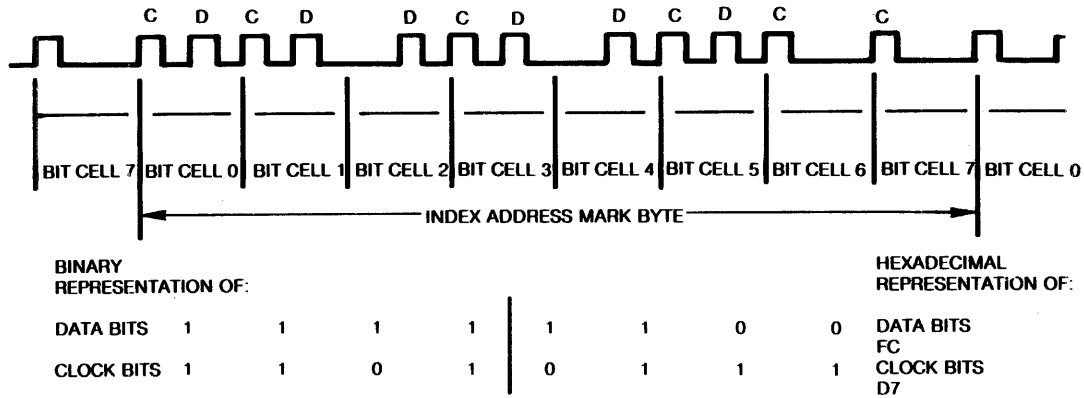 C D C D D C D D C D C C
BIT CELL 7 BIT CELL 0 BIT CELL 1 BIT CELL 2 BIT CELL 3 BIT CELL 4 BIT CELL 5 BIT CELL 6 BIT CELL 7 BIT CELL 0
INDEX ADDRESS MARK BYTE
BINARY
REPRESENTATION OF:
HEXADECIMAL
REPRESENTATION OF:
DATA BITS 1 1 1 1 1 1 0 0 DATA BITS
FC
CLOCK BITS 1 1 0 1 0 1 1 1 CLOCK BITS
D7